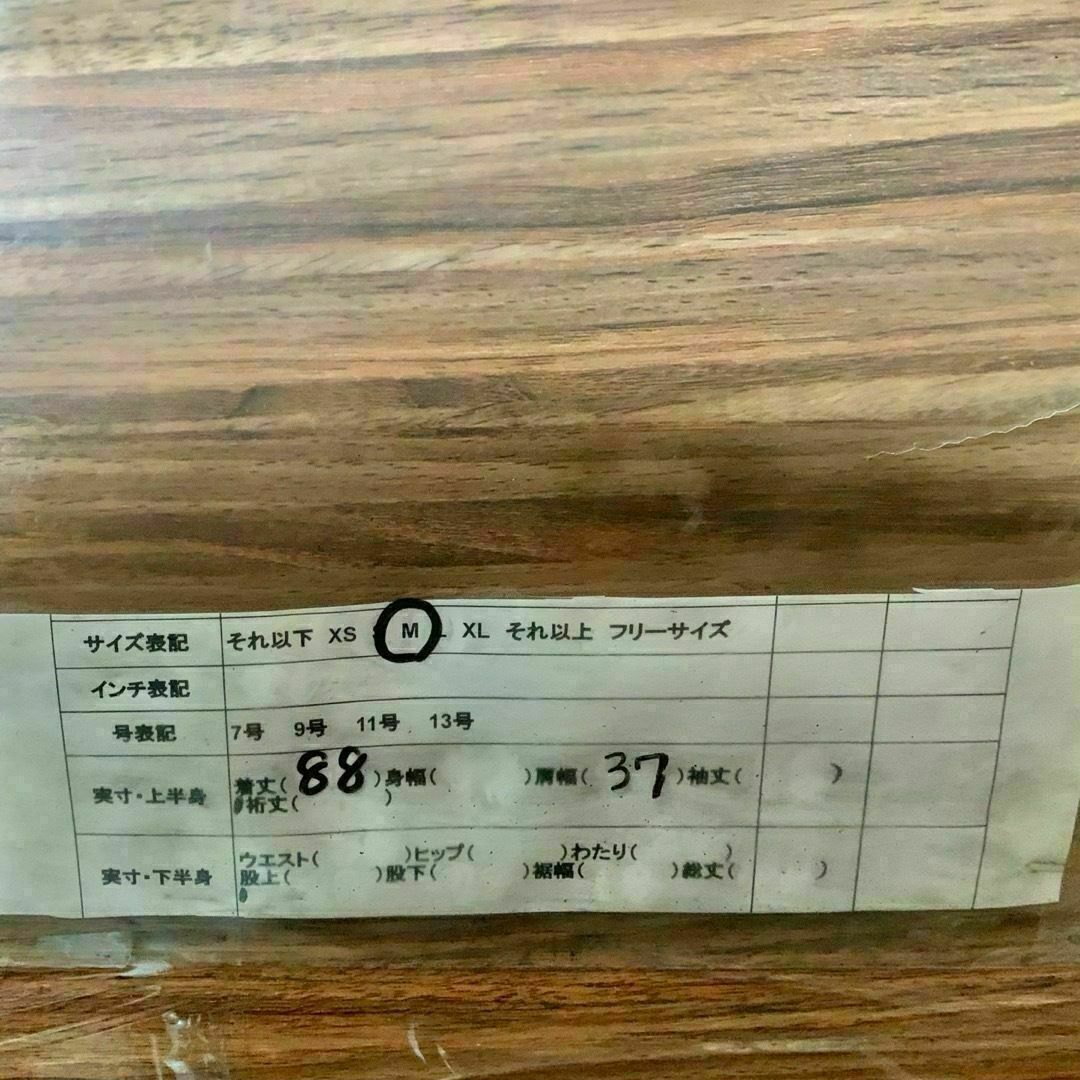 サイズ表記 それ以下 XS M XL それ以上 フリーサイズ
インチ表記
号表記 7号 9号 11号 13号
実寸・上半身 着丈( 88 )身幅( )肩幅( 37 )袖丈( )
裄丈( )
実寸・下半身 ウエスト( )ヒップ( )わたり( )
股上( )股下( )裾幅( )総丈( )